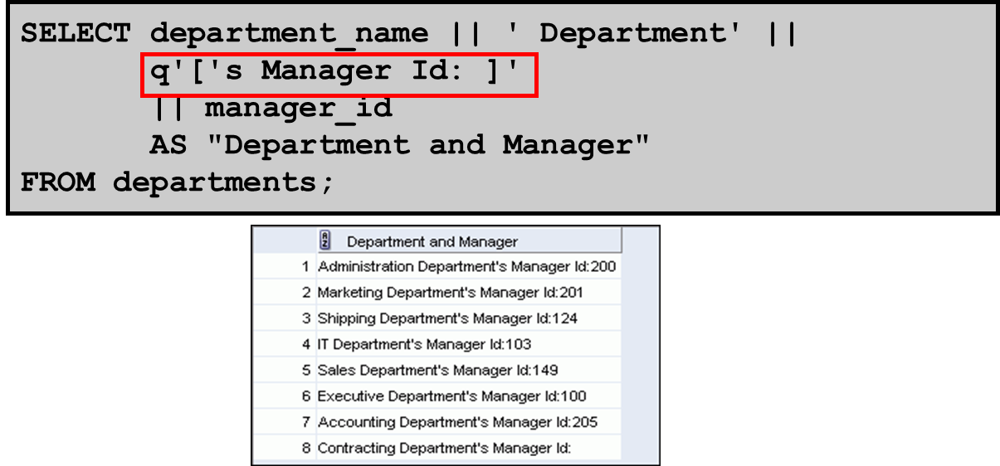 SELECT department_name || ' Department' ||
q'['s Manager Id: ]'
|| manager_id
AS "Department and Manager"
FROM departments;
Department and Manager
1 Administration Department's Manager Id:200
2 Marketing Department's Manager Id:201
3 Shipping Department's Manager Id:124
4 IT Department's Manager Id:103
5 Sales Department's Manager Id:149
6 Executive Department's Manager Id:100
7 Accounting Department's Manager Id:205
8 Contracting Department's Manager Id: